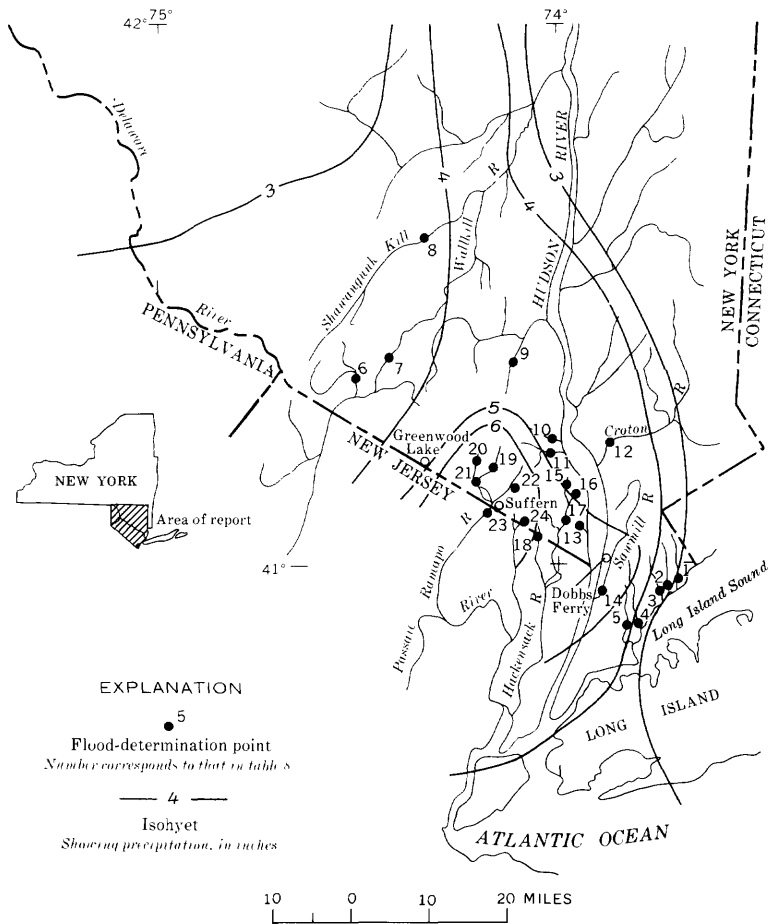 42° 75°
74°
Delaware
River
PENNSYLVANIA
3
4
4
3
Shawangunk Kill
Wallkill
R
HUDSON RIVER
NEW YORK
CONNECTICUT
8
6
7
9
5
6
10
11
Croton
R
12
Greenwood
Lake
NEW JERSEY
20
19
21
22
15
16
17
13
Suffern
23
24
18
R
Ramapo
Passaic
River
Hackensack
R
Sawmill
R
Dobbs
Ferry
14
41°
1
2
3
4
5
Long Island Sound
LONG ISLAND
ATLANTIC OCEAN
NEW YORK
Area of report
EXPLANATION
5
Flood-determination point
Number corresponds to that in table 8
4
Isohyet
Showing precipitation, in inches
10 0 10 20 MILES